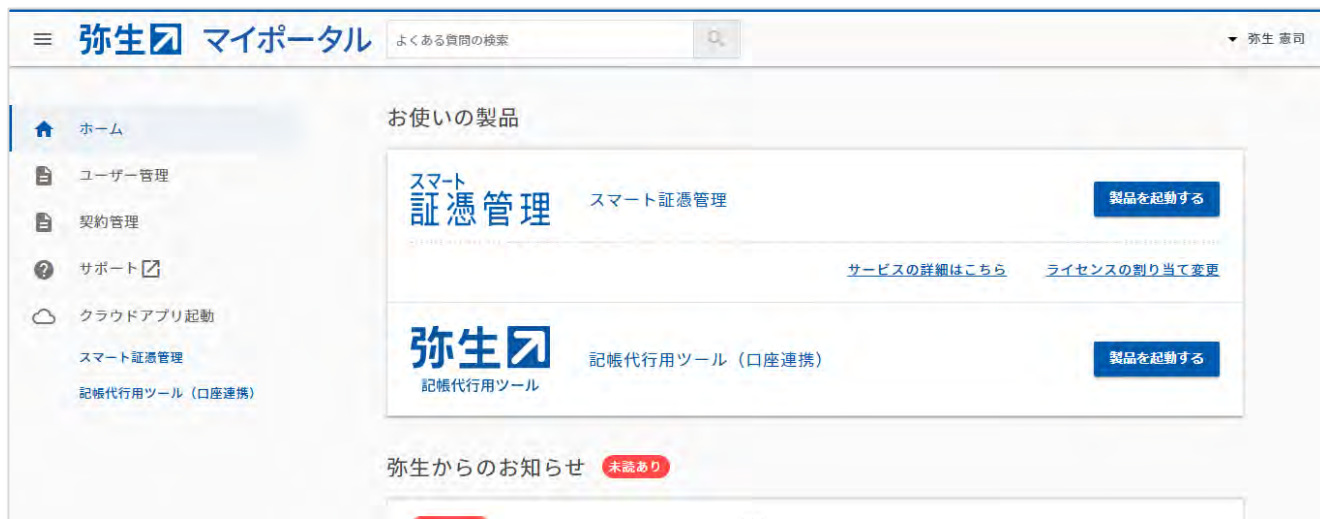 弥生 マイポータル
よくある質問の検索
弥生 憲司
ホーム
ユーザー管理
契約管理
サポート
クラウドアプリ起動
スマート証憑管理
記帳代行用ツール（口座連携）
お使いの製品
スマート
証憑管理
スマート証憑管理
製品を起動する
サービスの詳細はこちら
ライセンスの割り当て変更
弥生
記帳代行用ツール
記帳代行用ツール（口座連携）
製品を起動する
弥生からのお知らせ
未読あり